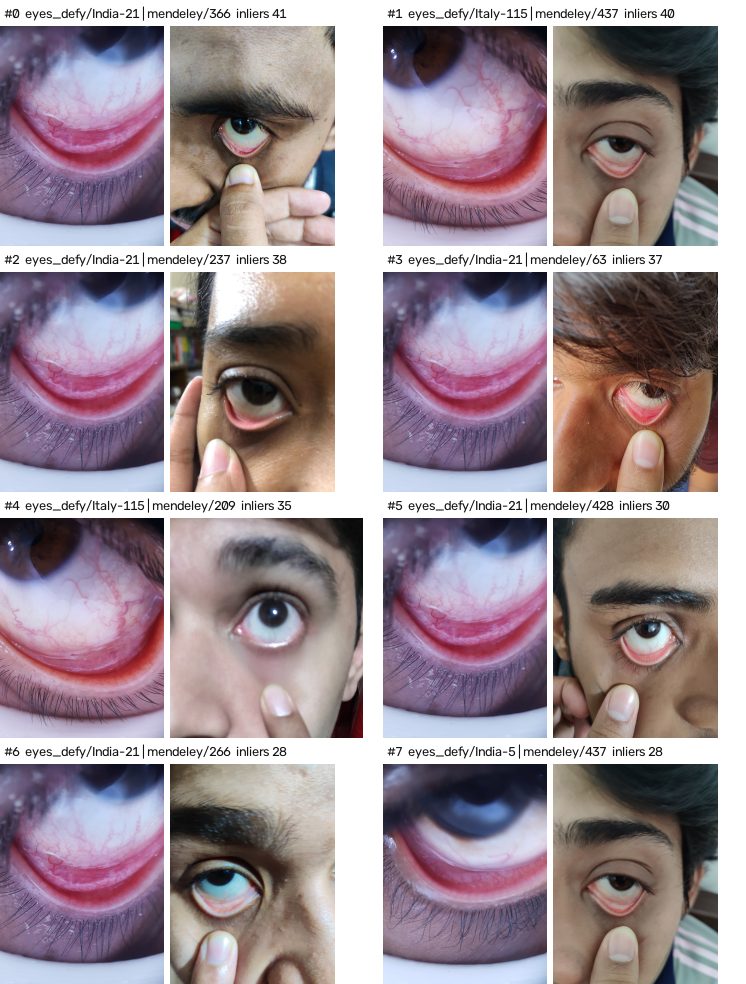 #0 eyes_defy/India-21 | mendeley/366 inliers 41
#1 eyes_defy/Italy-115 | mendeley/437 inliers 40
#2 eyes_defy/India-21 | mendeley/237 inliers 38
#3 eyes_defy/India-21 | mendeley/63 inliers 37
#4 eyes_defy/Italy-115 | mendeley/209 inliers 35
#5 eyes_defy/India-21 | mendeley/428 inliers 30
#6 eyes_defy/India-21 | mendeley/266 inliers 28
#7 eyes_defy/India-5 | mendeley/437 inliers 28